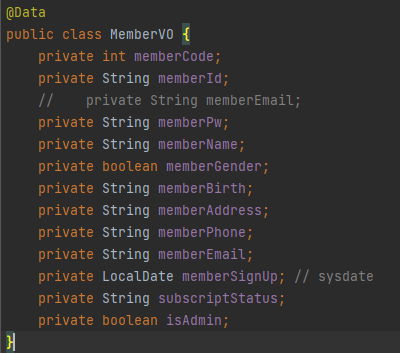 @Data
public class MemberVO {
    private int memberCode;
    private String memberId;
    //    private String memberEmail;
    private String memberPw;
    private String memberName;
    private boolean memberGender;
    private String memberBirth;
    private String memberAddress;
    private String memberPhone;
    private String memberEmail;
    private LocalDate memberSignUp; // sysdate
    private String subscriptStatus;
    private boolean isAdmin;
}